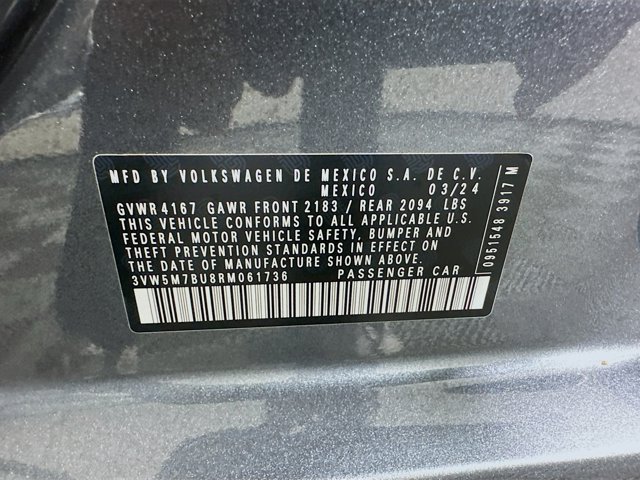 MFD BY VOLKSWAGEN DE MEXICO S.A. DE C.V.
MEXICO 03/24
GVWR 4167 GAWR FRONT 2183 / REAR 2094 LBS
THIS VEHICLE CONFORMS TO ALL APPLICABLE U.S.
FEDERAL MOTOR VEHICLE SAFETY, BUMPER AND
THEFT PREVENTION STANDARDS IN EFFECT ON
THE DATE OF MANUFACTURE SHOWN ABOVE.
3VW5M7BU8RM061736 PASSENGER CAR
0951548 3917 M